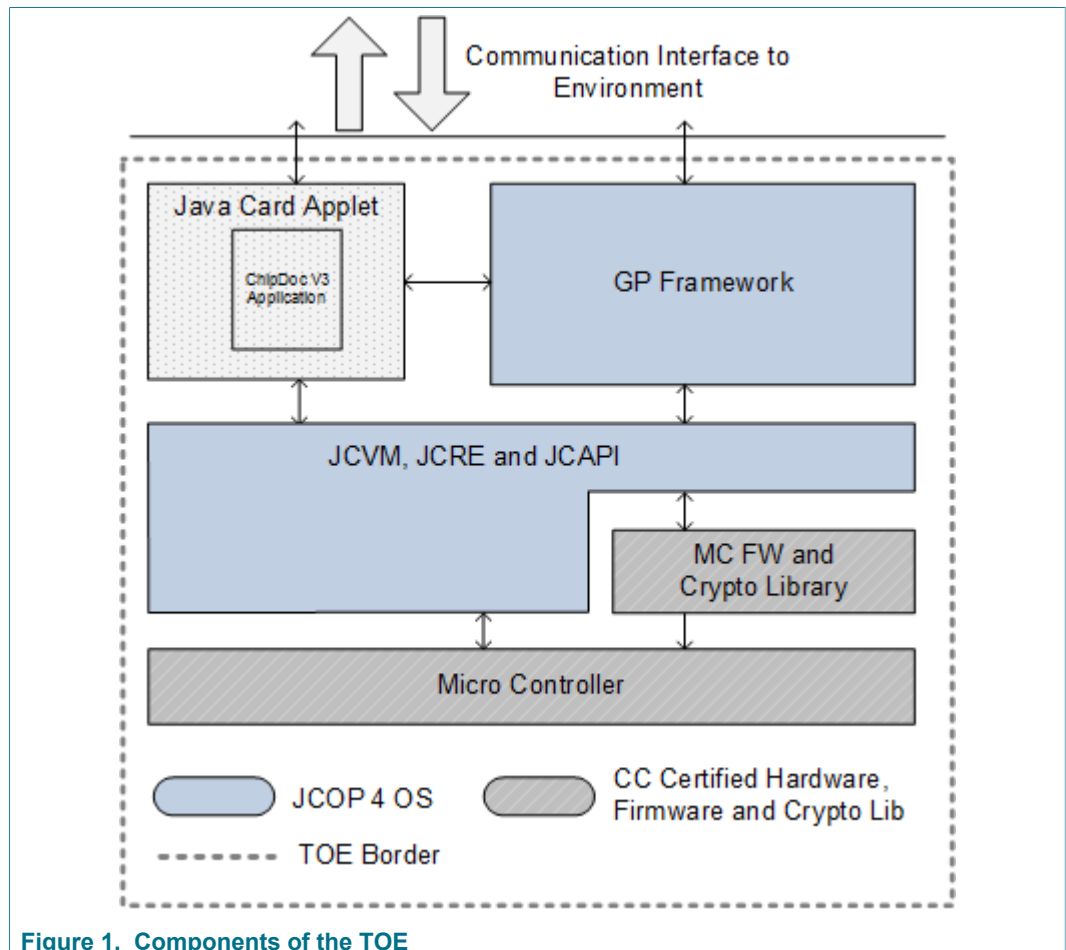 Communication Interface to
Environment
Java Card Applet
ChipDoc V3
Application
GP Framework
JCVM, JCRE and JCAPI
MC FW and
Crypto Library
Micro Controller
JCOP 4 OS
CC Certified Hardware,
Firmware and Crypto Lib
TOE Border
Figure 1. Components of the TOE